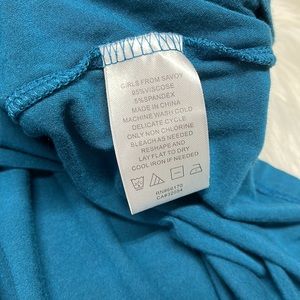 GIRLS FROM SAVOY
95%VISCOSE
5%SPANDEX
MADE IN CHINA
MACHINE WASH COLD
DELICATE CYCLE
ONLY NON CHLORINE
BLEACH AS NEEDED
RESHAPE AND
LAY FLAT TO DRY
COOL IRON IF NEEDED